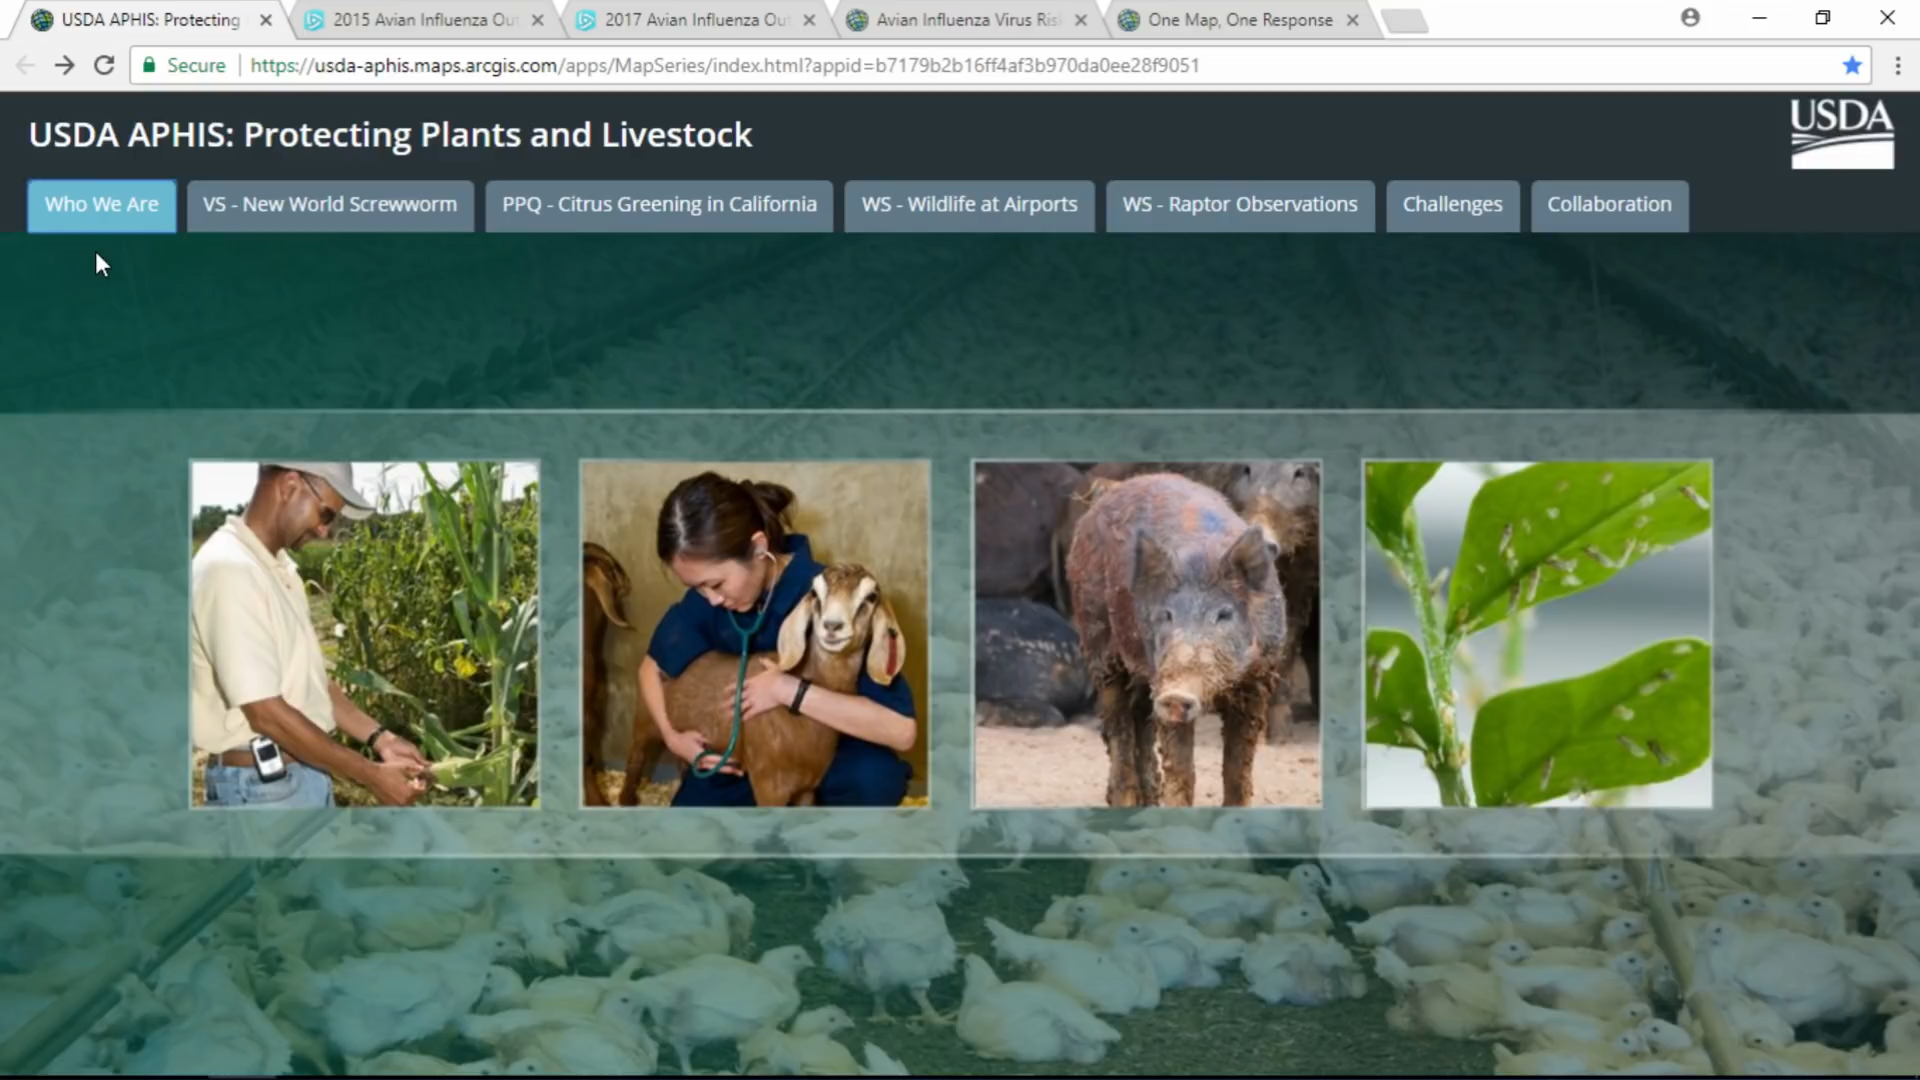 USDA APHIS: Protecting
2015 Avian Influenza Ou
2017 Avian Influenza Ou
Avian Influenza Virus Ris
One Map, One Response
Secure
https://usda-aphis.maps.arcgis.com/apps/MapSeries/index.html?appid=b7179b2b16ff4af3b970da0ee28f9051
USDA APHIS: Protecting Plants and Livestock
USDA
Who We Are
VS - New World Screwworm
PPQ - Citrus Greening in California
WS - Wildlife at Airports
WS - Raptor Observations
Challenges
Collaboration